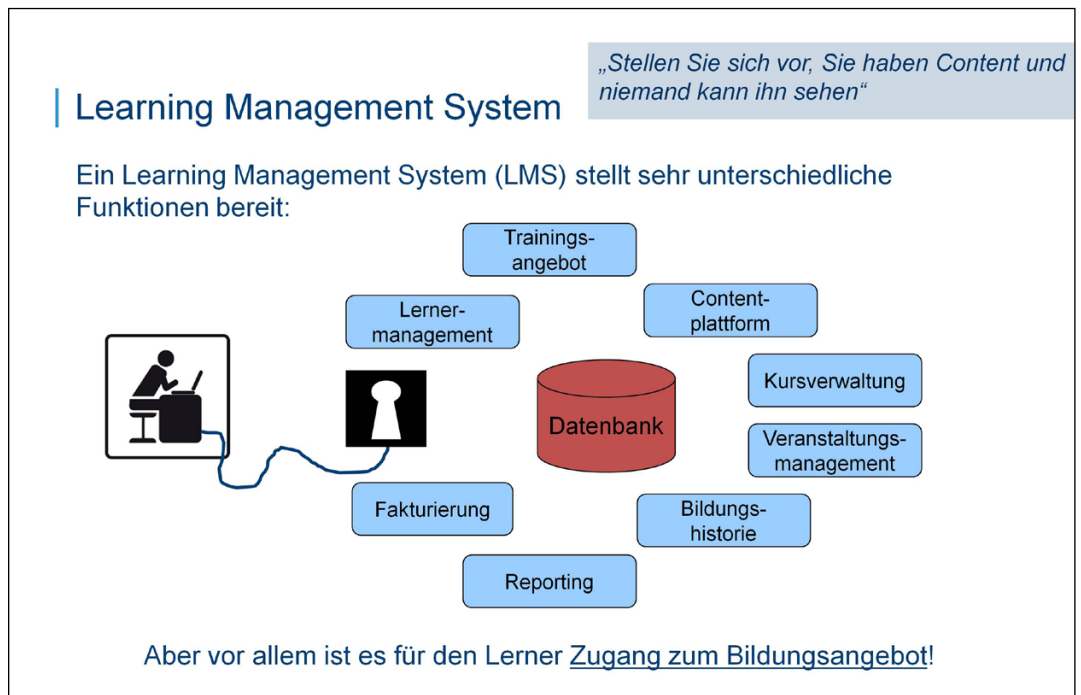 „Stellen Sie sich vor, Sie haben Content und
niemand kann ihn sehen“
Learning Management System
Ein Learning Management System (LMS) stellt sehr unterschiedliche
Funktionen bereit:
Trainings-
angebot
Content-
plattform
Lerner-
management
Kursverwaltung
Datenbank
Veranstaltungs-
management
Fakturierung
Bildungs-
historie
Reporting
Aber vor allem ist es für den Lerner Zugang zum Bildungsangebot!